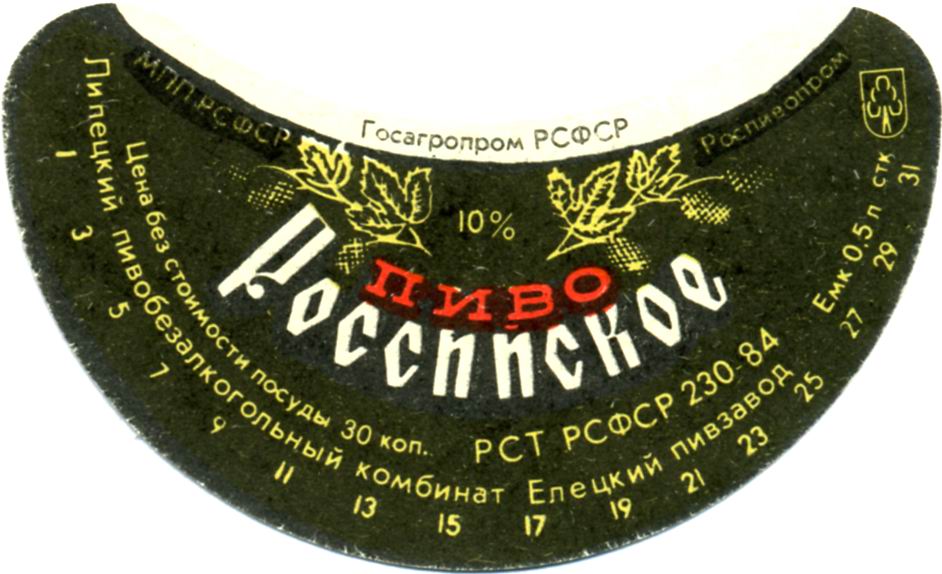 Госагропром РСФСР
МПП РСФСР
Роспивопром
10%
ПИВО
Российское
Цена без стоимости посуды 30 коп.
РСТ РСФСР 230-84
Емк 0.5 л стк
Липецкий пивобезалкогольный комбинат Елецкий пивзавод
1 3 5 7 9 11 13 15 17 19 21 23 25 27 29 31